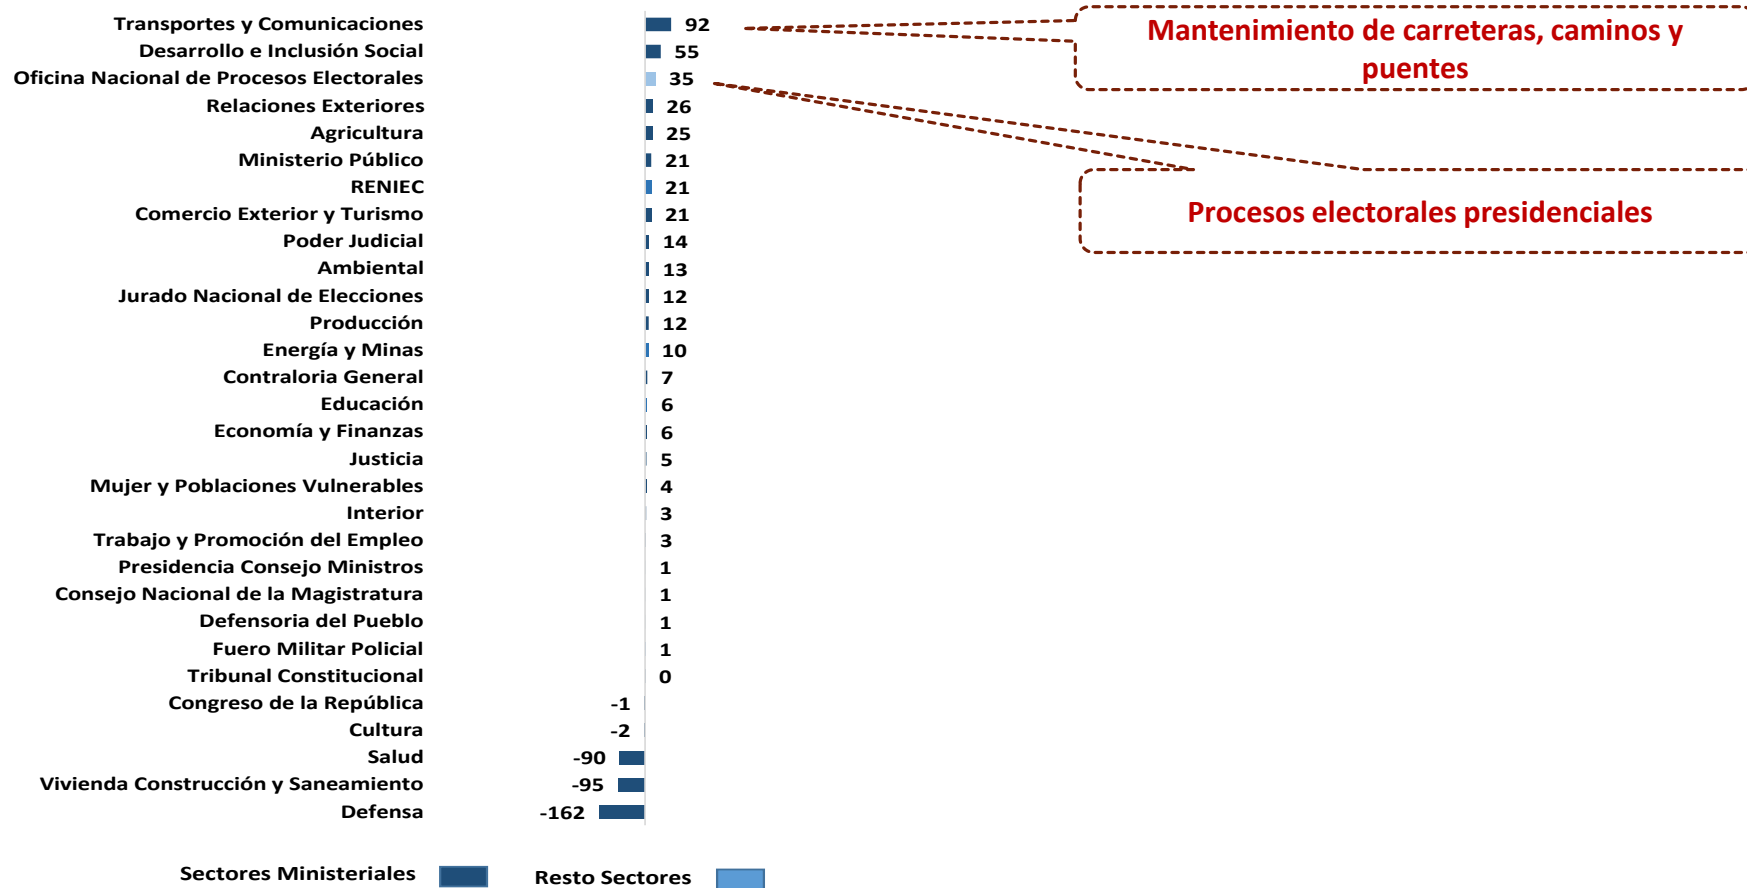 Transportes y Comunicaciones 92
Desarrollo e Inclusión Social 55
Oficina Nacional de Procesos Electorales 35
Relaciones Exteriores 26
Agricultura 25
Ministerio Público 21
RENIEC 21
Comercio Exterior y Turismo 21
Poder Judicial 14
Ambiental 13
Jurado Nacional de Elecciones 12
Producción 12
Energía y Minas 10
Contraloria General 7
Educación 6
Economía y Finanzas 6
Justicia 5
Mujer y Poblaciones Vulnerables 4
Interior 3
Trabajo y Promoción del Empleo 3
Presidencia Consejo Ministros 1
Consejo Nacional de la Magistratura 1
Defensoria del Pueblo 1
Fuero Militar Policial 1
Tribunal Constitucional 0
Congreso de la República -1
Cultura -2
Salud -90
Vivienda Construcción y Saneamiento -95
Defensa -162
Mantenimiento de carreteras, caminos y
puentes
Procesos electorales presidenciales
Sectores Ministeriales
Resto Sectores